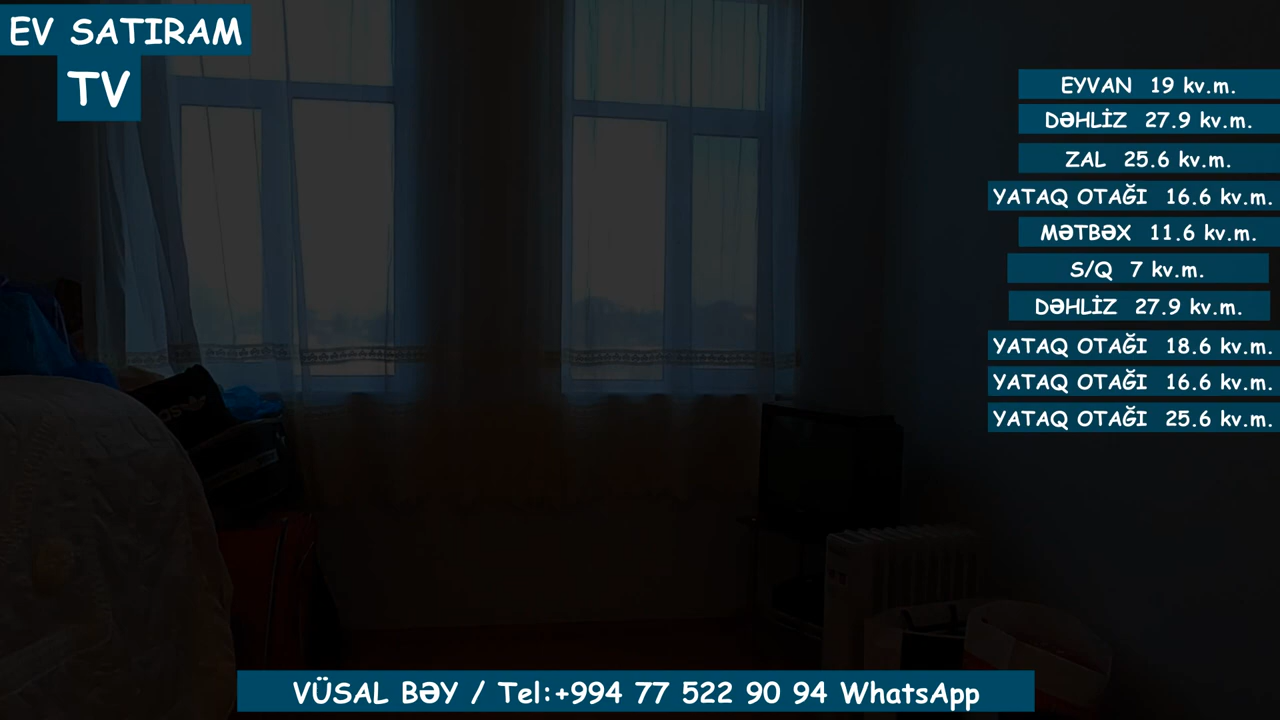 EV SATIRAM
TV
EYVAN 19 kv.m.
DƏHLİZ 27.9 kv.m.
ZAL 25.6 kv.m.
YATAQ OTAĞI 16.6 kv.m.
MƏTBƏX 11.6 kv.m.
S/Q 7 kv.m.
DƏHLİZ 27.9 kv.m.
YATAQ OTAĞI 18.6 kv.m.
YATAQ OTAĞI 16.6 kv.m.
YATAQ OTAĞI 25.6 kv.m.
VÜSAL BƏY / Tel:+994 77 522 90 94 WhatsApp